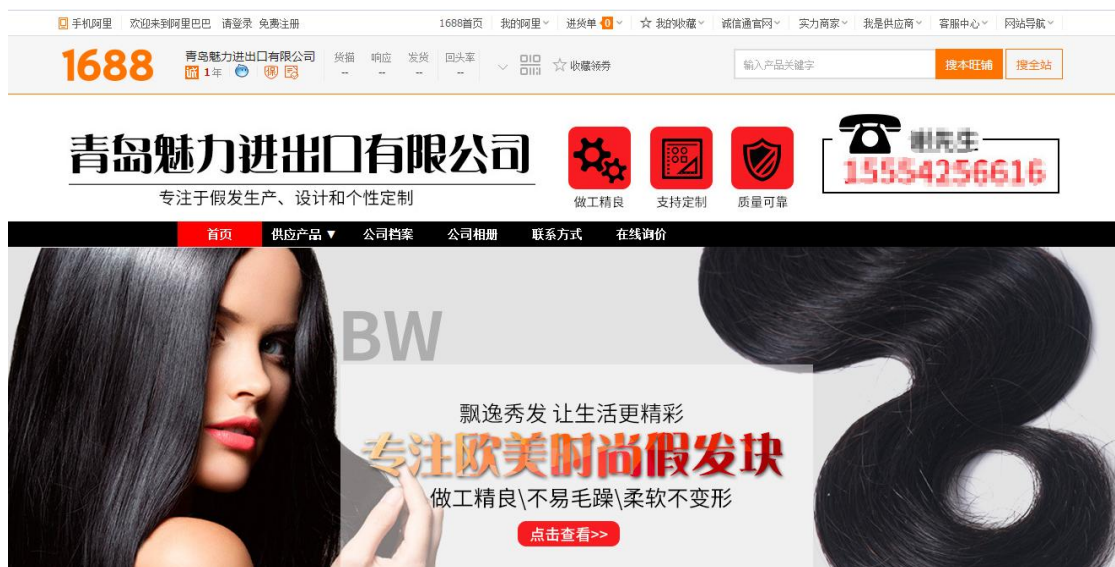 手机阿里 欢迎来到阿里巴巴 请登录 免费注册 1688首页 我的阿里 进货单 0 我的收藏 诚信通官网 实力商家 我是供应商 客服中心 网站导航
1688
青岛魅力进出口有限公司
1年
货描 响应 发货 回头率
-- -- -- --
收藏领券
输入产品关键字
搜本旺铺 搜全站
青岛魅力进出口有限公司
专注于假发生产、设计和个性定制
做工精良 支持定制 质量可靠
首页 供应产品▼ 公司档案 公司相册 联系方式 在线询价
BW
飘逸秀发 让生活更精彩
专注欧美时尚假发块
做工精良\不易毛躁\柔软不变形
点击查看>>